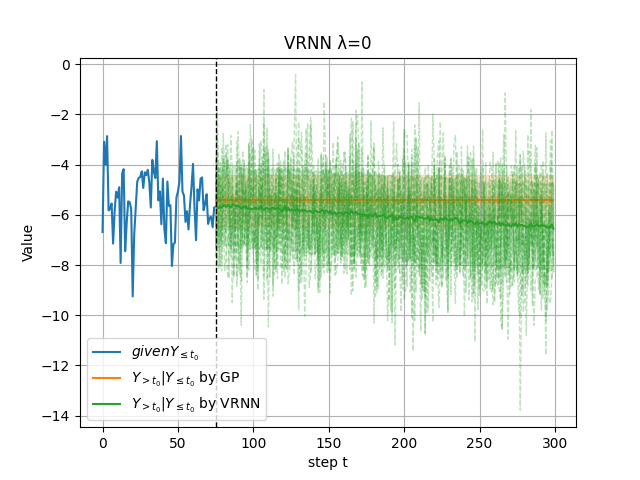 VRNN λ=0
Value
0
−2
−4
−6
−8
−10
−12
−14
givenY≤t₀
Y>t₀|Y≤t₀ by GP
Y>t₀|Y≤t₀ by VRNN
0 50 100 150 200 250 300
step t